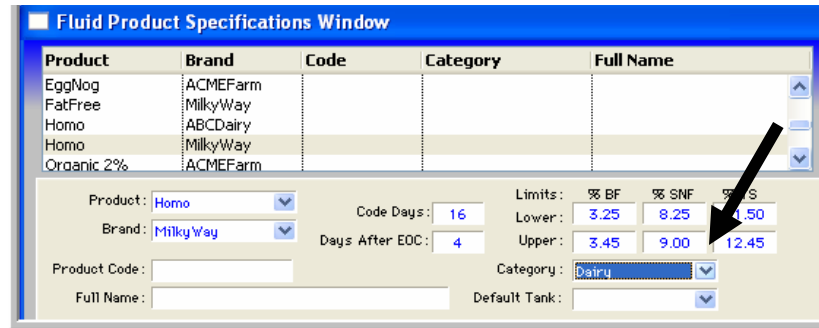 Fluid Product Specifications Window
Product Brand Code Category Full Name
EggNog ACMEFarm
FatFree MilkyWay
Homo ABCDairy
Homo MilkyWay
Organic 2% ACMEFarm
Limits: % BF % SNF
Product: Homo Code Days: 16 Lower: 3.25 8.25
Brand: MilkyWay Days After EOC: 4 Upper: 3.45 9.00 12.45
Product Code: Category: Dairy
Full Name: Default Tank: